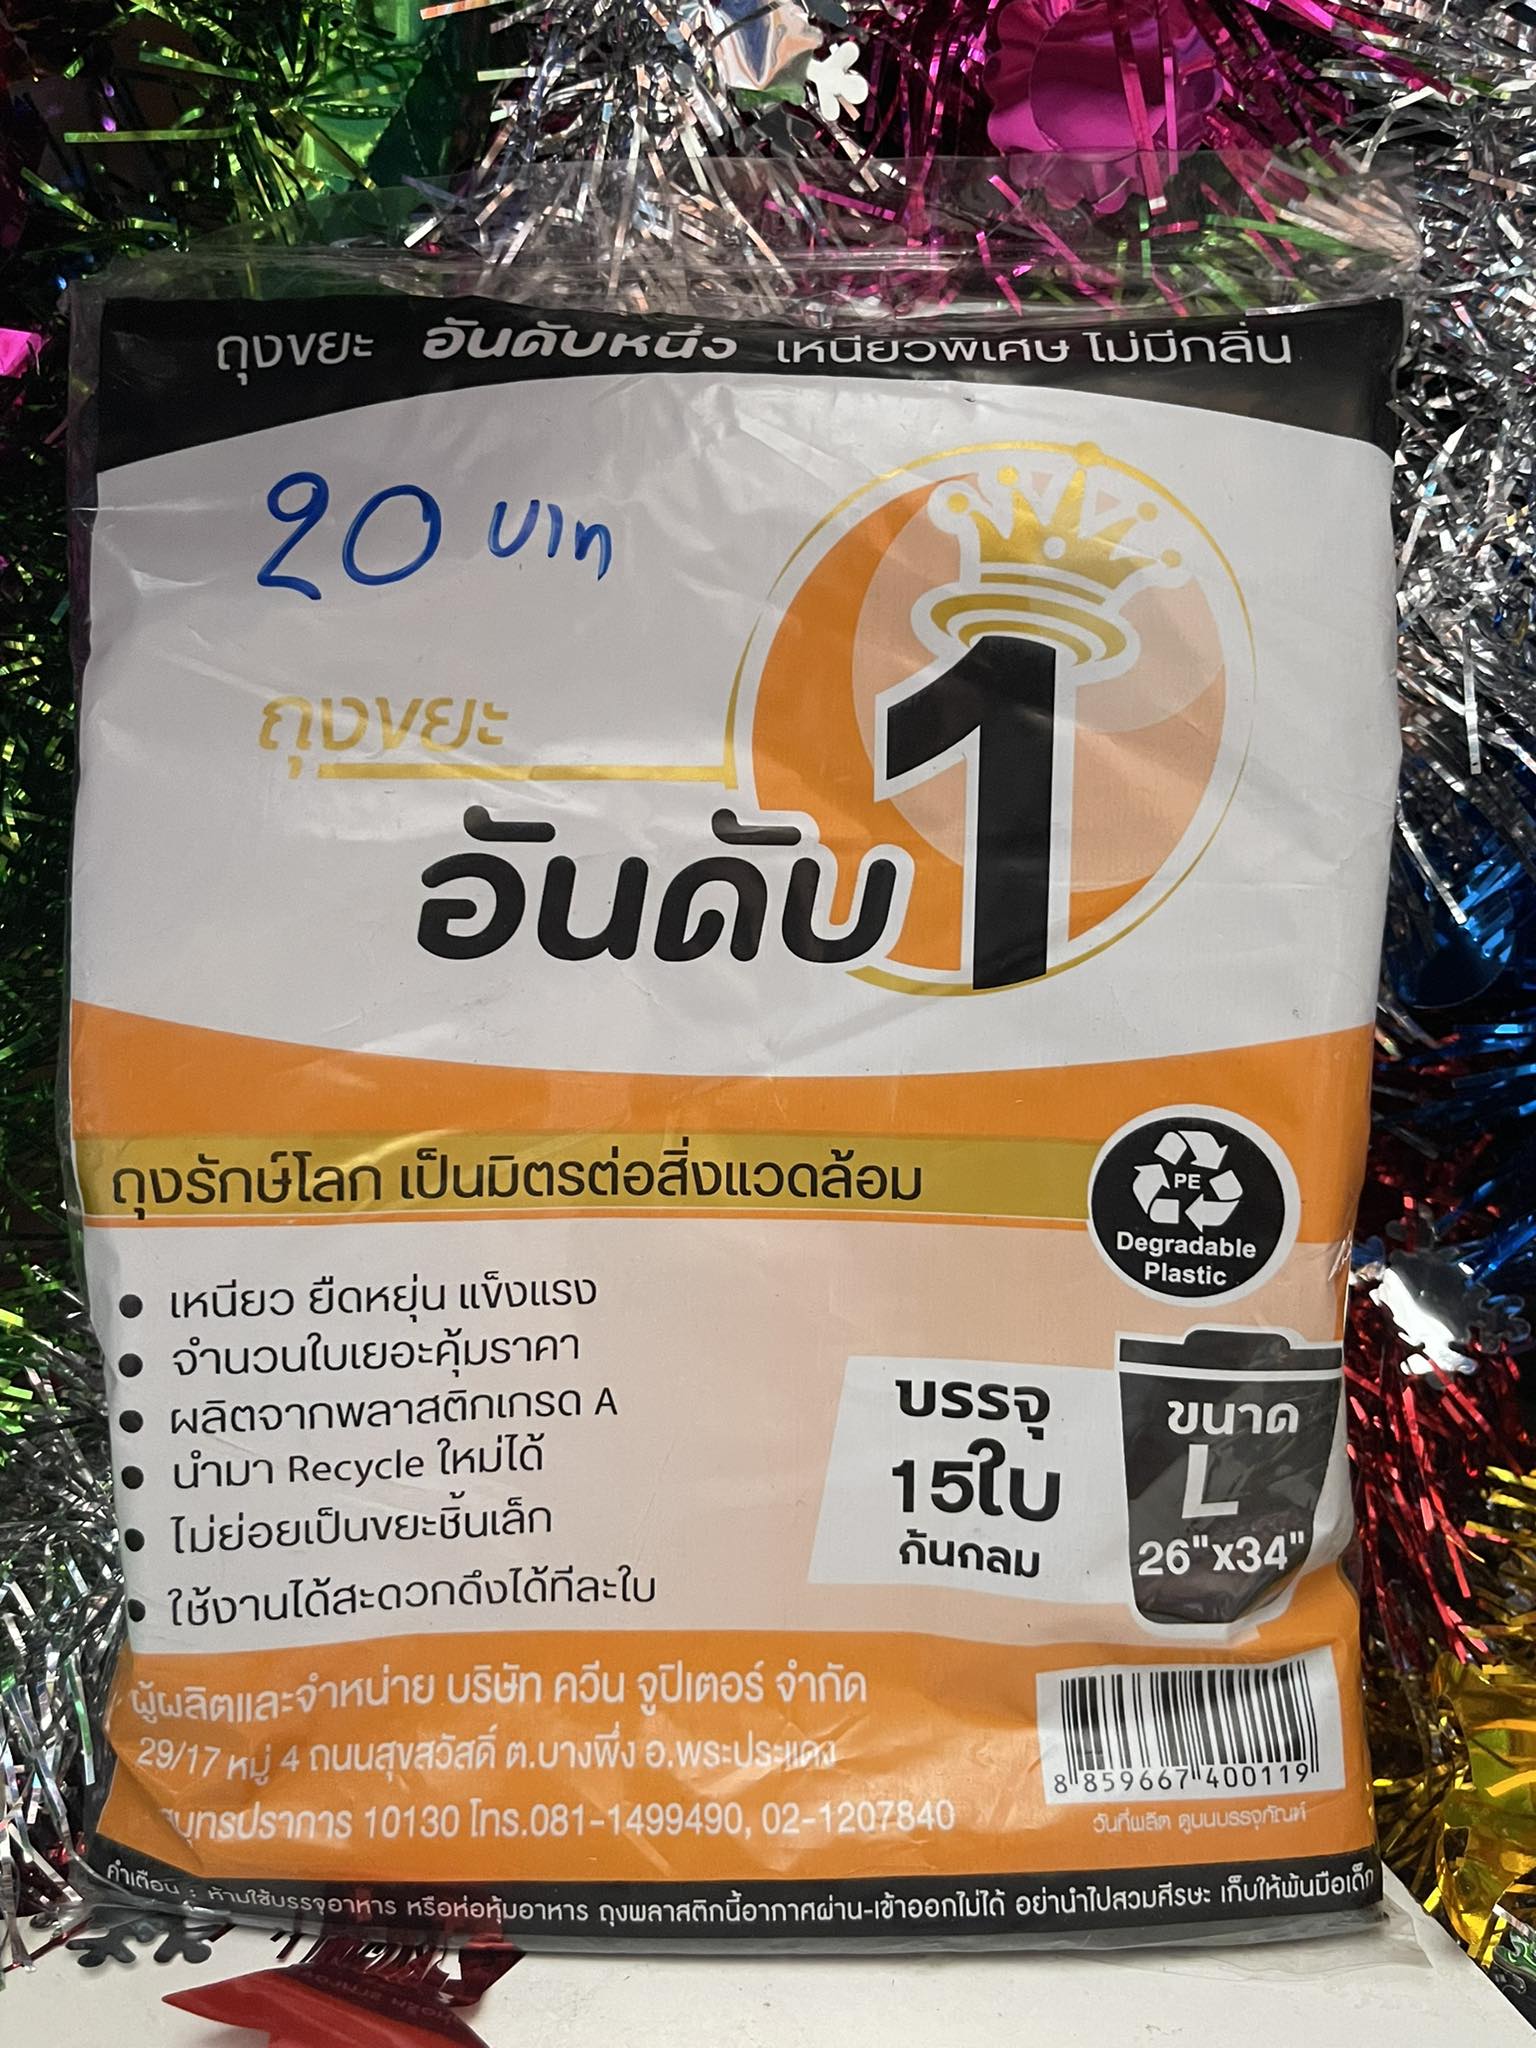 ถุงขยะ อันดับหนึ่ง เหนียวพิเศษ ไม่มีกลิ่น
20 บาท
ถุงขยะ
อันดับ 1
ถุงรักษ์โลก เป็นมิตรต่อสิ่งแวดล้อม
PE
Degradable
Plastic
• เหนียว ยืดหยุ่น แข็งแรง
• จำนวนใบเยอะคุ้มราคา
• ผลิตจากพลาสติกเกรด A
• นำมา Recycle ใหม่ได้
• ไม่ย่อยเป็นขยะชิ้นเล็ก
• ใช้งานได้สะดวกดึงได้ทีละใบ
บรรจุ
15ใบ
ก้นกลม
ขนาด
L
26"x34"
ผู้ผลิตและจำหน่าย บริษัท ควีน จูปิเตอร์ จำกัด
29/17 หมู่ 4 ถนนสุขสวัสดิ์ ต.บางพึ่ง อ.พระประแดง
สมุทรปราการ 10130 โทร.081-1499490, 02-1207840
8 859667 400119
วันที่ผลิต ดูบนบรรจุภัณฑ์
คำเตือน : ห้ามใช้บรรจุอาหาร หรือห่อหุ้มอาหาร ถุงพลาสติกนี้อากาศผ่าน-เข้าออกไม่ได้ อย่านำไปสวมศีรษะ เก็บให้พ้นมือเด็ก